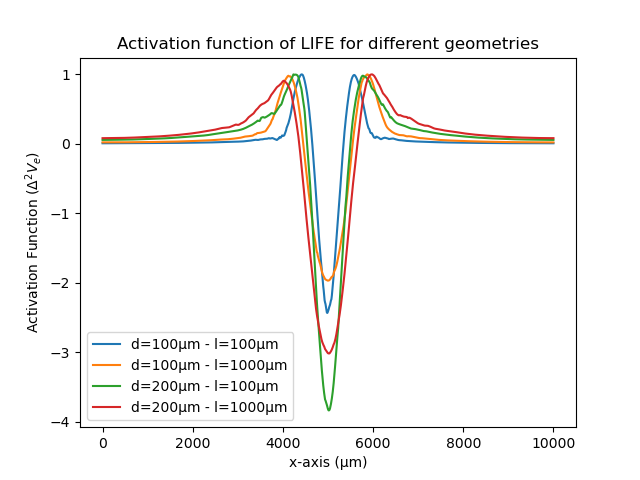 Activation function of LIFE for different geometries
Activation Function (Δ²Vₑ)
1
0
−1
−2
−3
−4
d=100μm - l=100μm
d=100μm - l=1000μm
d=200μm - l=100μm
d=200μm - l=1000μm
0 2000 4000 6000 8000 10000
x-axis (μm)